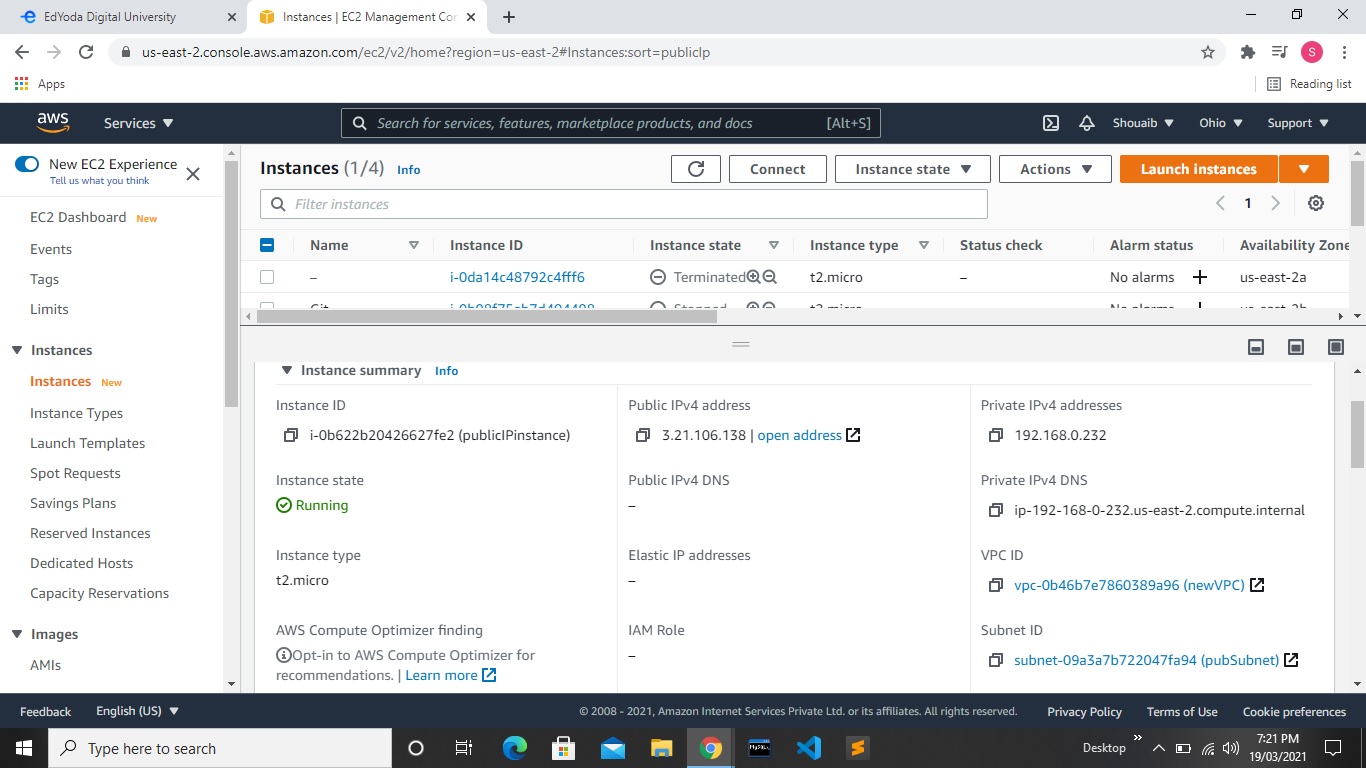 EdYoda Digital University
Instances | EC2 Management Con
us-east-2.console.aws.amazon.com/ec2/v2/home?region=us-east-2#Instances:sort=publicIp
S
Apps
Reading list
aws
Services
Search for services, features, marketplace products, and docs
[Alt+S]
Shouaib
Ohio
Support
New EC2 Experience
Tell us what you think
EC2 Dashboard New
Events
Tags
Limits
Instances
Instances New
Instance Types
Launch Templates
Spot Requests
Savings Plans
Reserved Instances
Dedicated Hosts
Capacity Reservations
Images
AMIs
Instances (1/4) Info
Connect
Instance state
Actions
Launch instances
Filter instances
1
Name Instance ID Instance state Instance type Status check Alarm status Availability Zone
– i-0da14c48792c4fff6 Terminated t2.micro – No alarms + us-east-2a
Instance summary Info
Instance ID
i-0b622b20426627fe2 (publicIPinstance)
Public IPv4 address
3.21.106.138 | open address
Private IPv4 addresses
192.168.0.232
Instance state
Running
Public IPv4 DNS
–
Private IPv4 DNS
ip-192-168-0-232.us-east-2.compute.internal
Instance type
t2.micro
Elastic IP addresses
–
VPC ID
vpc-0b46b7e7860389a96 (newVPC)
AWS Compute Optimizer finding
Opt-in to AWS Compute Optimizer for
recommendations. | Learn more
IAM Role
–
Subnet ID
subnet-09a3a7b722047fa94 (pubSubnet)
Feedback
English (US)
© 2008 - 2021, Amazon Internet Services Private Ltd. or its affiliates. All rights reserved.
Privacy Policy
Terms of Use
Cookie preferences
Type here to search
Desktop
7:21 PM
19/03/2021